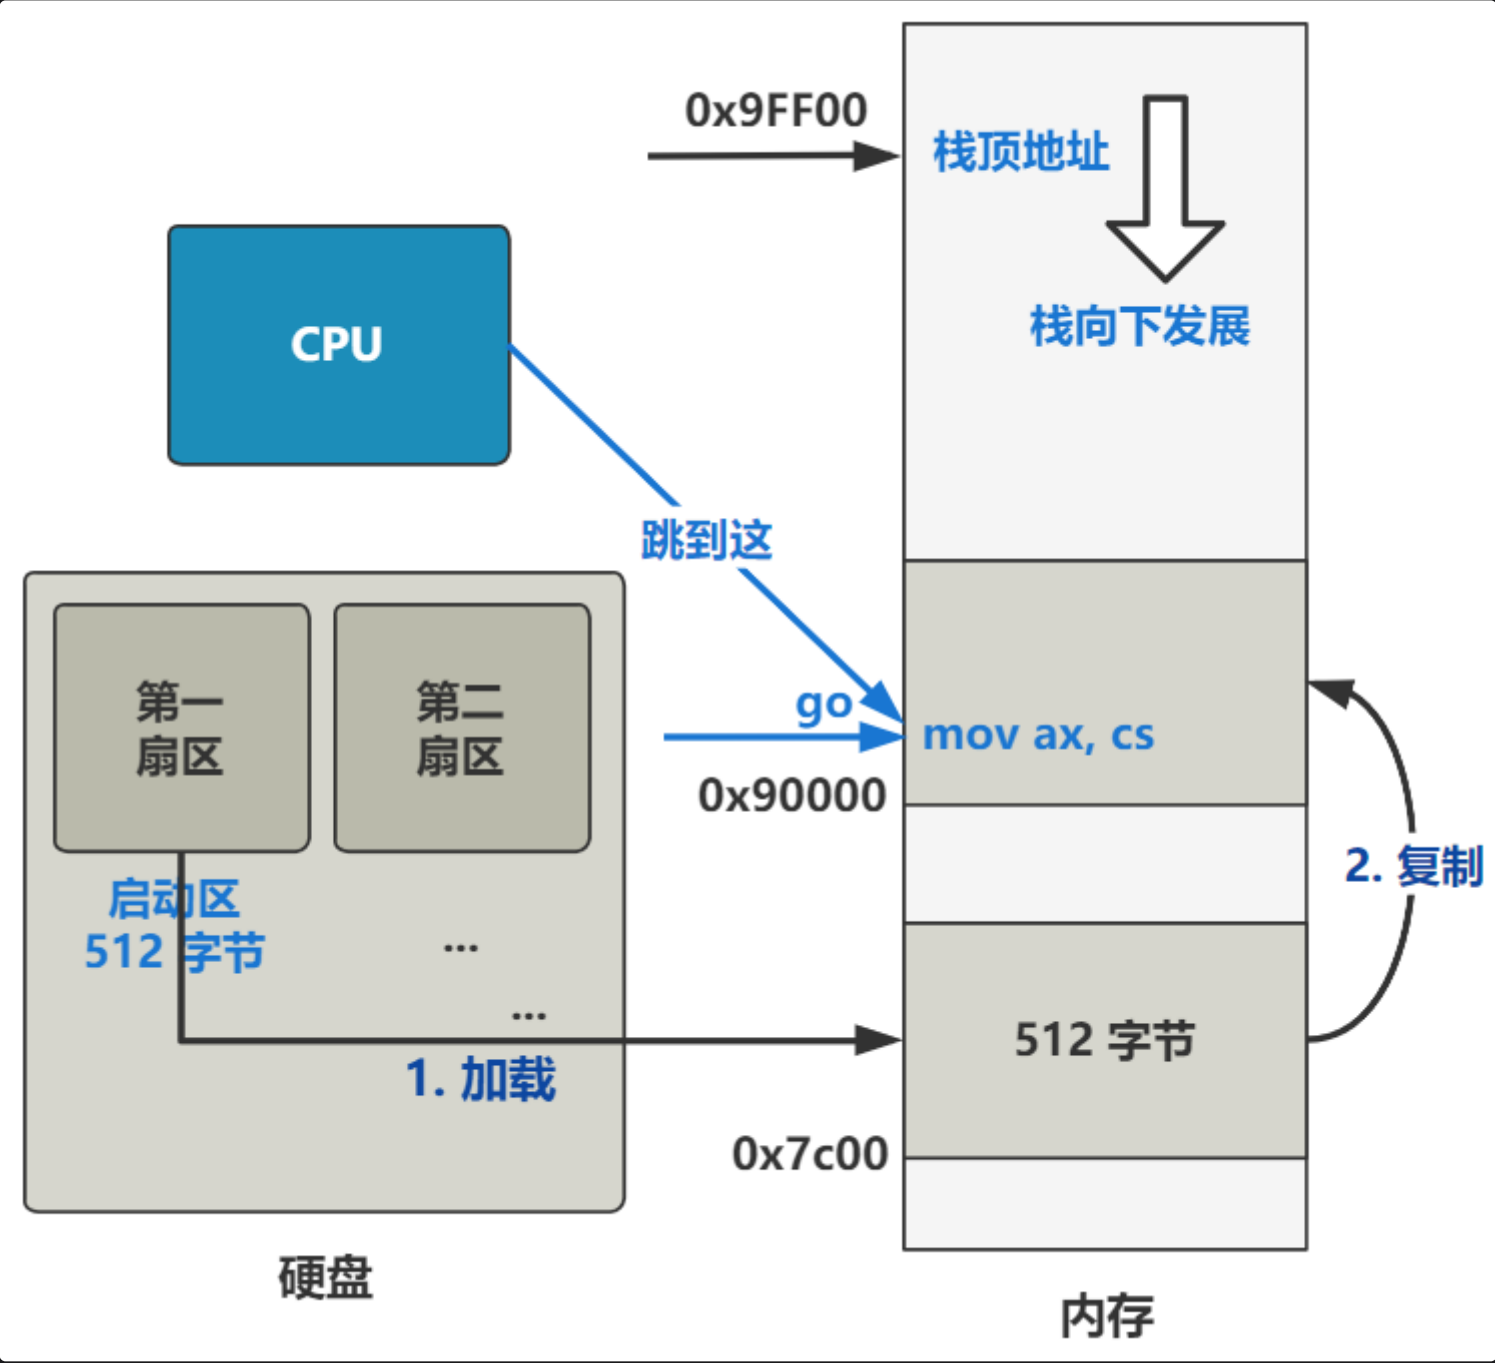 0x9FF00
栈顶地址
栈向下发展
CPU
跳到这
go
mov ax, cs
0x90000
第一
扇区
第二
扇区
启动区
512 字节
...
...
1. 加载
2. 复制
512 字节
0x7c00
硬盘
内存